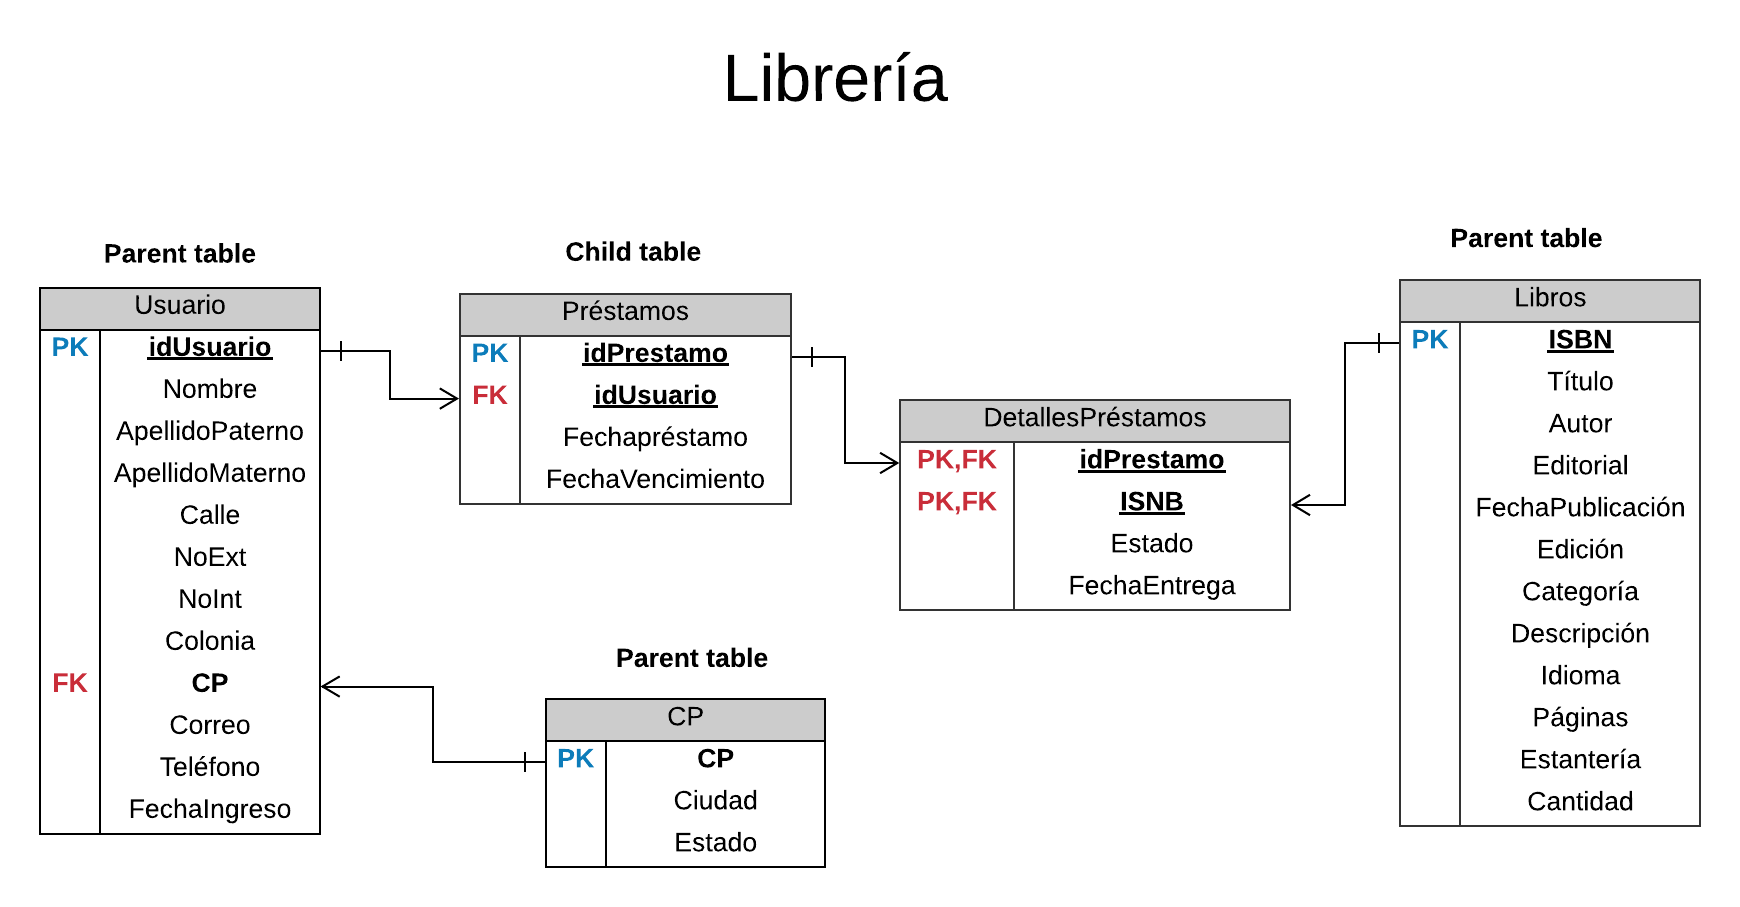 Librería
Parent table
Usuario
PK idUsuario
Nombre
ApellidoPaterno
ApellidoMaterno
Calle
NoExt
NoInt
Colonia
FK CP
Correo
Teléfono
FechaIngreso
Child table
Préstamos
PK idPrestamo
FK idUsuario
Fechapréstamo
FechaVencimiento
DetallesPréstamos
PK,FK idPrestamo
PK,FK ISNB
Estado
FechaEntrega
Parent table
CP
PK CP
Ciudad
Estado
Parent table
Libros
PK ISBN
Título
Autor
Editorial
FechaPublicación
Edición
Categoría
Descripción
Idioma
Páginas
Estantería
Cantidad